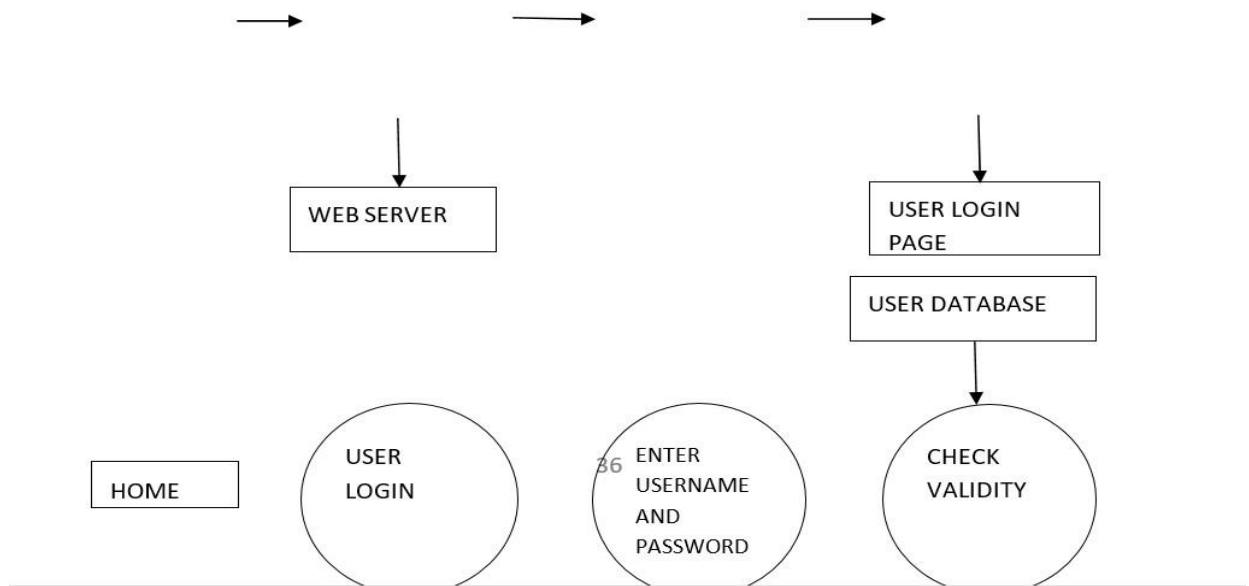 WEB SERVER
USER LOGIN
PAGE
USER DATABASE
HOME
USER
LOGIN
36
ENTER
USERNAME
AND
PASSWORD
CHECK
VALIDITY